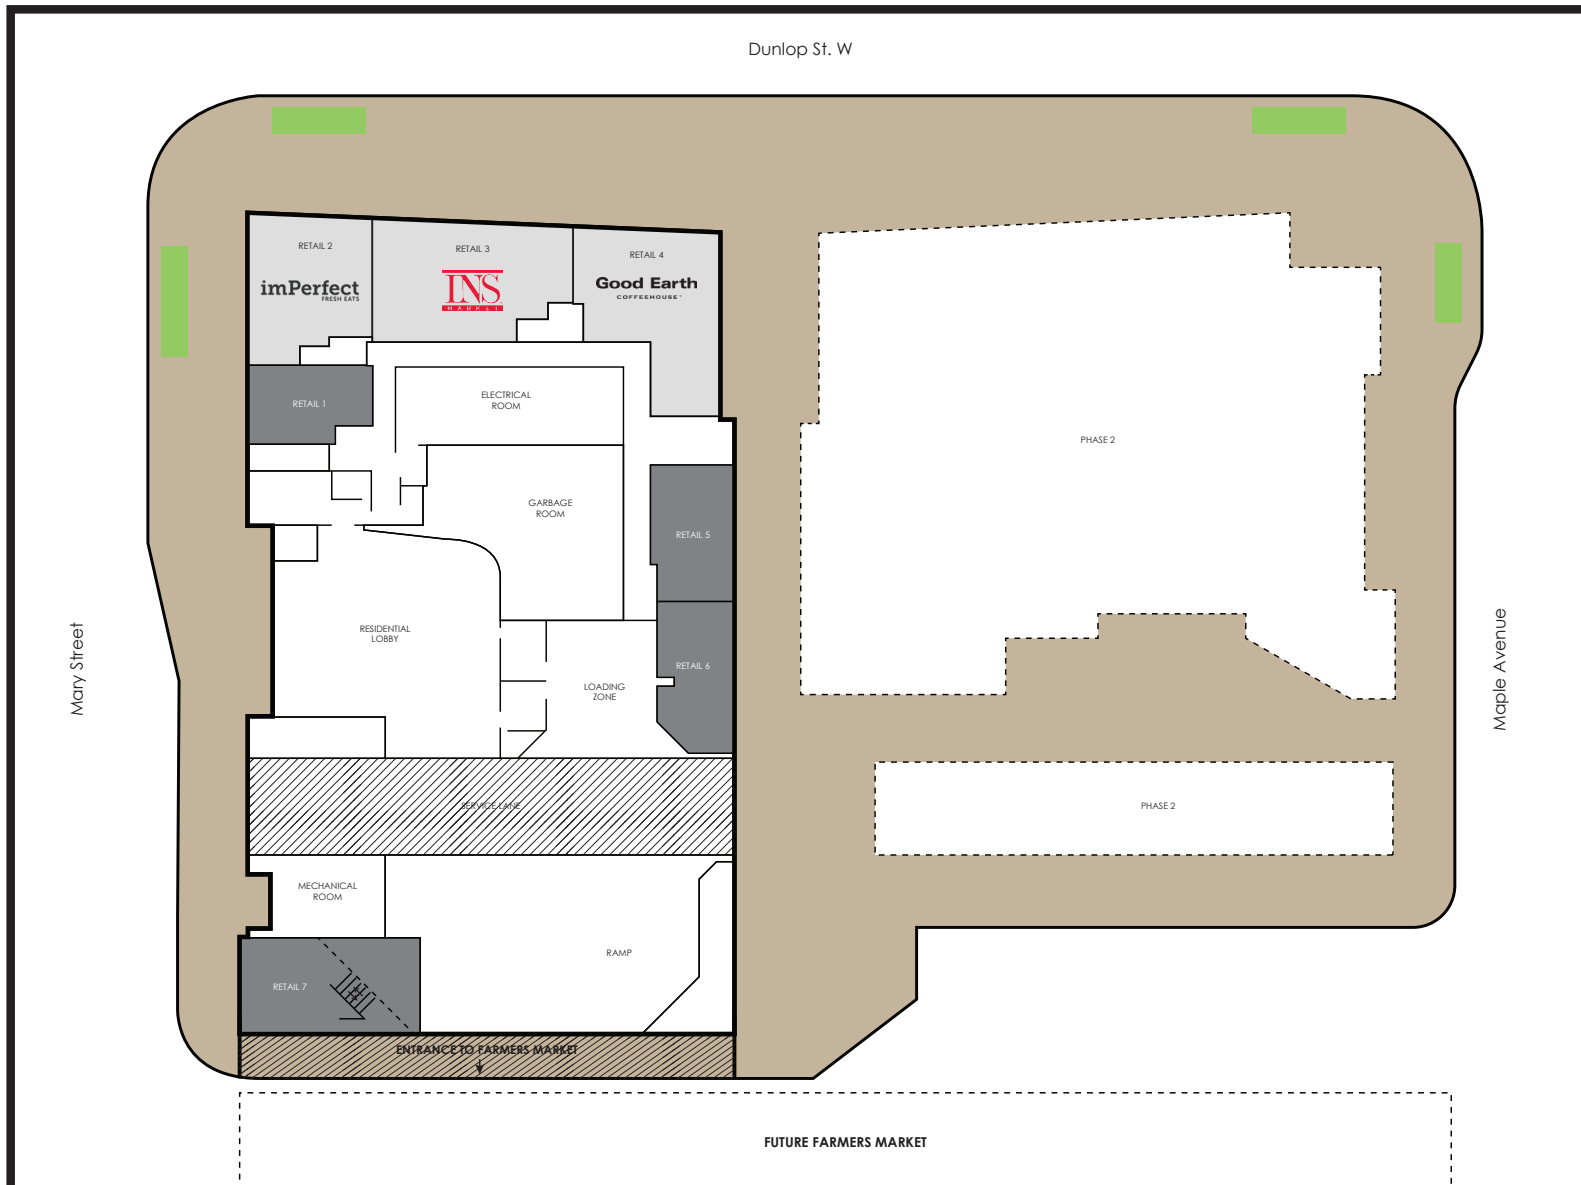 Dunlop St. W
RETAIL 2
imPerfect
FRESH EATS
RETAIL 3
INS
MARKET
RETAIL 4
Good Earth
COFFEEHOUSE
RETAIL 1
ELECTRICAL
ROOM
PHASE 2
GARBAGE
ROOM
RETAIL 5
Mary Street
RESIDENTIAL
LOBBY
LOADING
ZONE
RETAIL 6
Maple Avenue
SERVICE LANE
PHASE 2
MECHANICAL
ROOM
RAMP
RETAIL 7
ENTRANCE TO FARMERS MARKET
FUTURE FARMERS MARKET